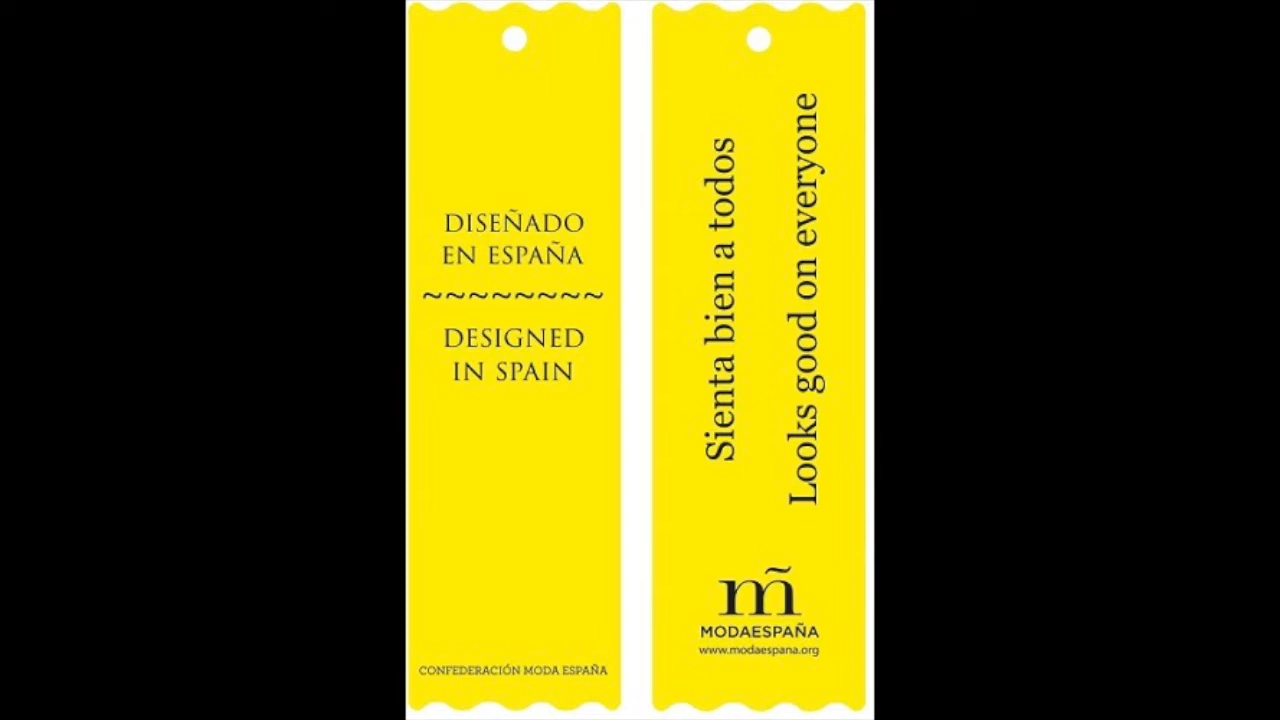 DISEÑADO
EN ESPAÑA
~~~~~~~~
DESIGNED
IN SPAIN
CONFEDERACIÓN MODA ESPAÑA
Sienta bien a todos
Looks good on everyone
m̃
MODAESPAÑA
www.modaespana.org